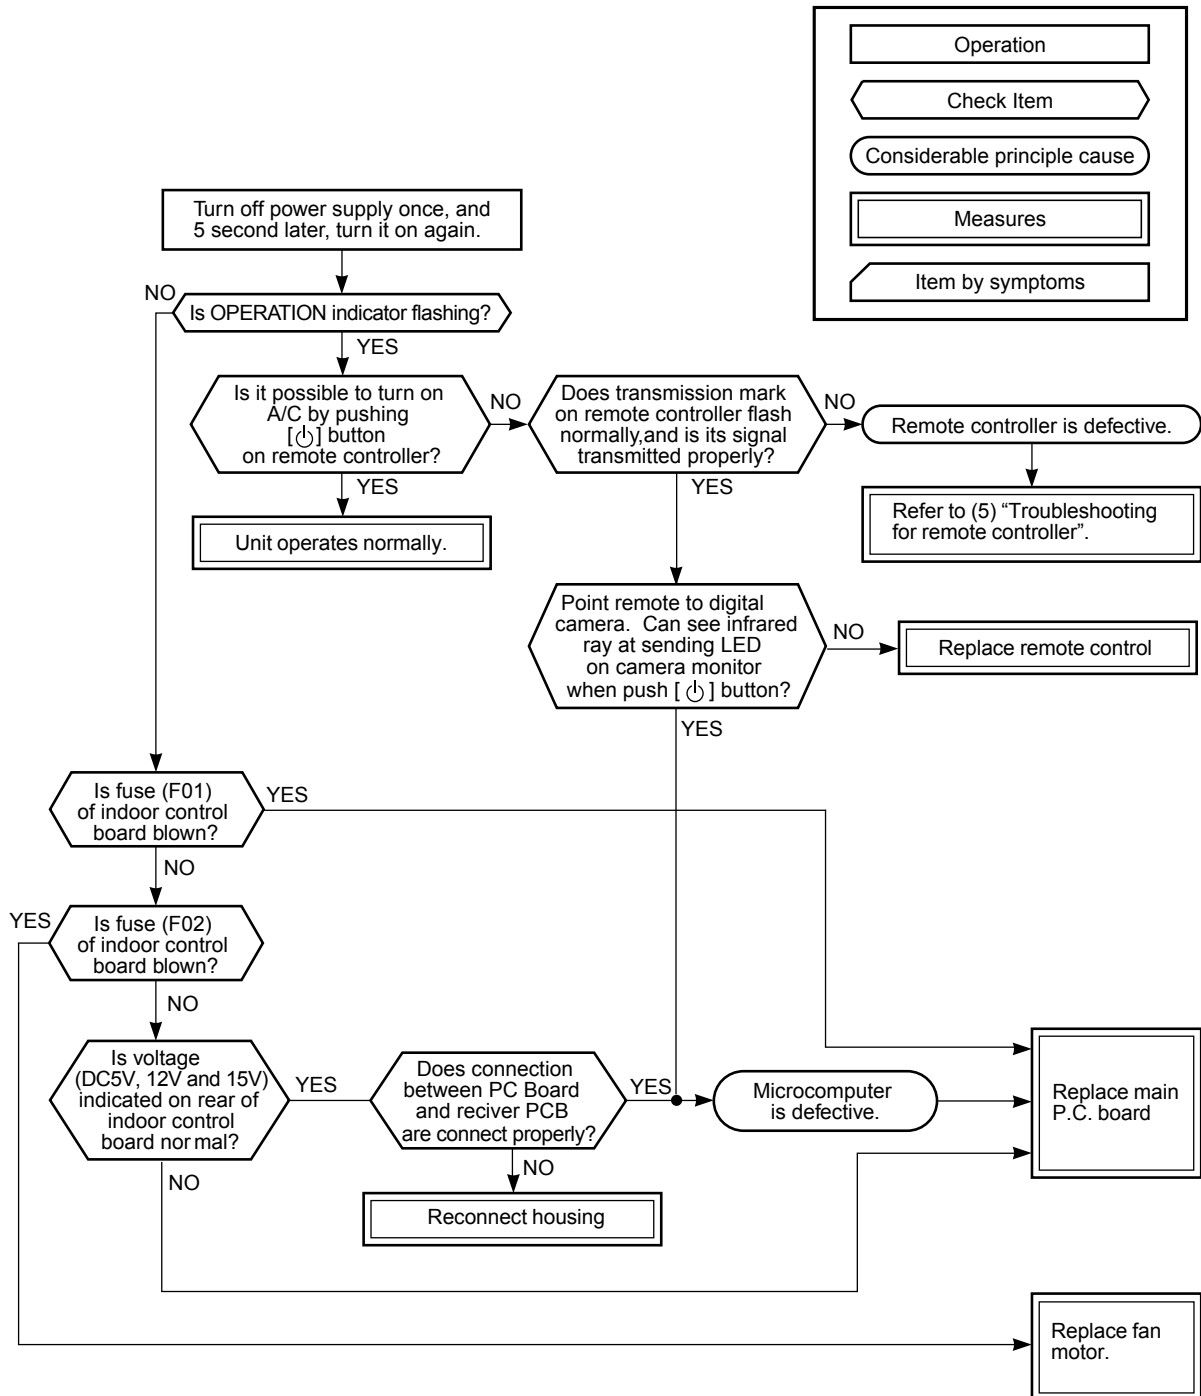 Operation
Check Item
Considerable principle cause
Measures
Item by symptoms
Turn off power supply once, and
5 second later, turn it on again.
NO
Is OPERATION indicator flashing?
YES
Is it possible to turn on
A/C by pushing
[⏻] button
on remote controller?
NO
Does transmission mark
on remote controller flash
normally,and is its signal
transmitted properly?
NO
Remote controller is defective.
YES
YES
Unit operates normally.
Refer to (5) “Troubleshooting
for remote controller”.
Point remote to digital
camera. Can see infrared
ray at sending LED
on camera monitor
when push [⏻] button?
NO
Replace remote control
YES
Is fuse (F01)
of indoor control
board blown?
YES
NO
YES
Is fuse (F02)
of indoor control
board blown?
NO
Is voltage
(DC5V, 12V and 15V)
indicated on rear of
indoor control
board normal?
YES
Does connection
between PC Board
and reciver PCB
are connect properly?
YES
Microcomputer
is defective.
Replace main
P.C. board
NO
NO
Reconnect housing
Replace fan
motor.